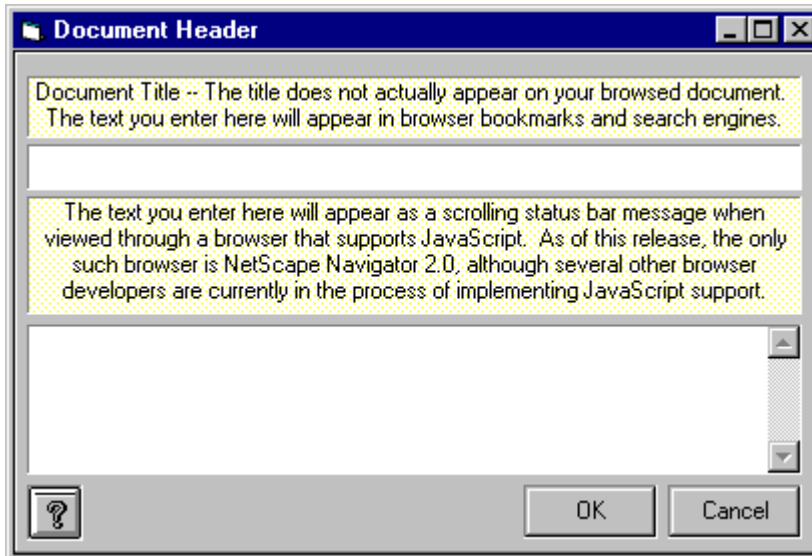 Document Header
Document Title -- The title does not actually appear on your browsed document.
The text you enter here will appear in browser bookmarks and search engines.
The text you enter here will appear as a scrolling status bar message when
viewed through a browser that supports JavaScript.  As of this release, the only
such browser is NetScape Navigator 2.0, although several other browser
developers are currently in the process of implementing JavaScript support.
?
OK
Cancel